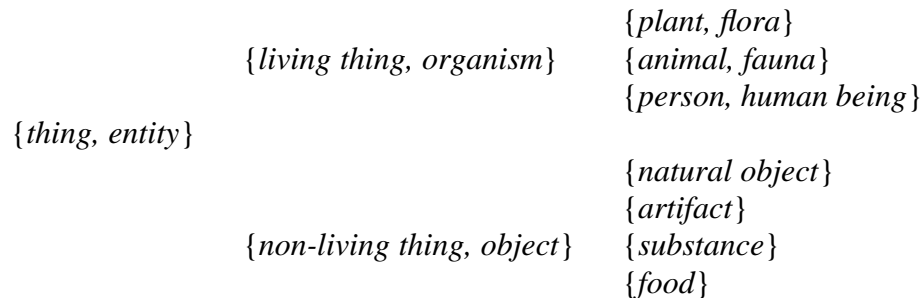 {plant, flora}
{living thing, organism} {animal, fauna}
{person, human being}
{thing, entity}
{natural object}
{artifact}
{non-living thing, object} {substance}
{food}